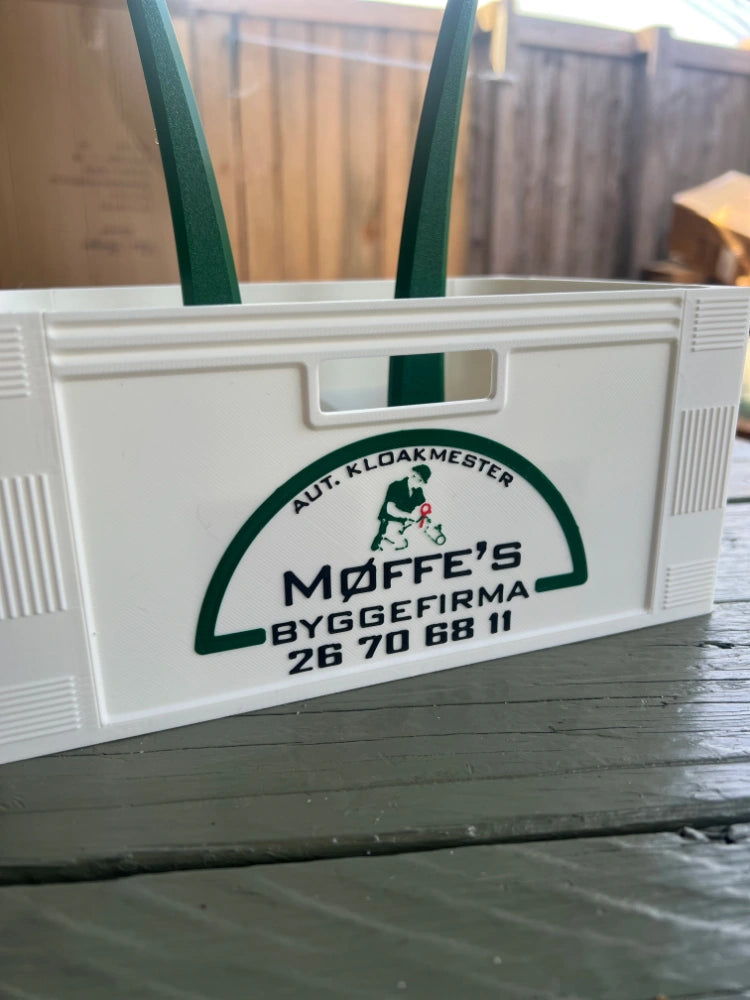 AUT. KLOAKMESTER
MØFFE'S
BYGGEFIRMA
26 70 68 11